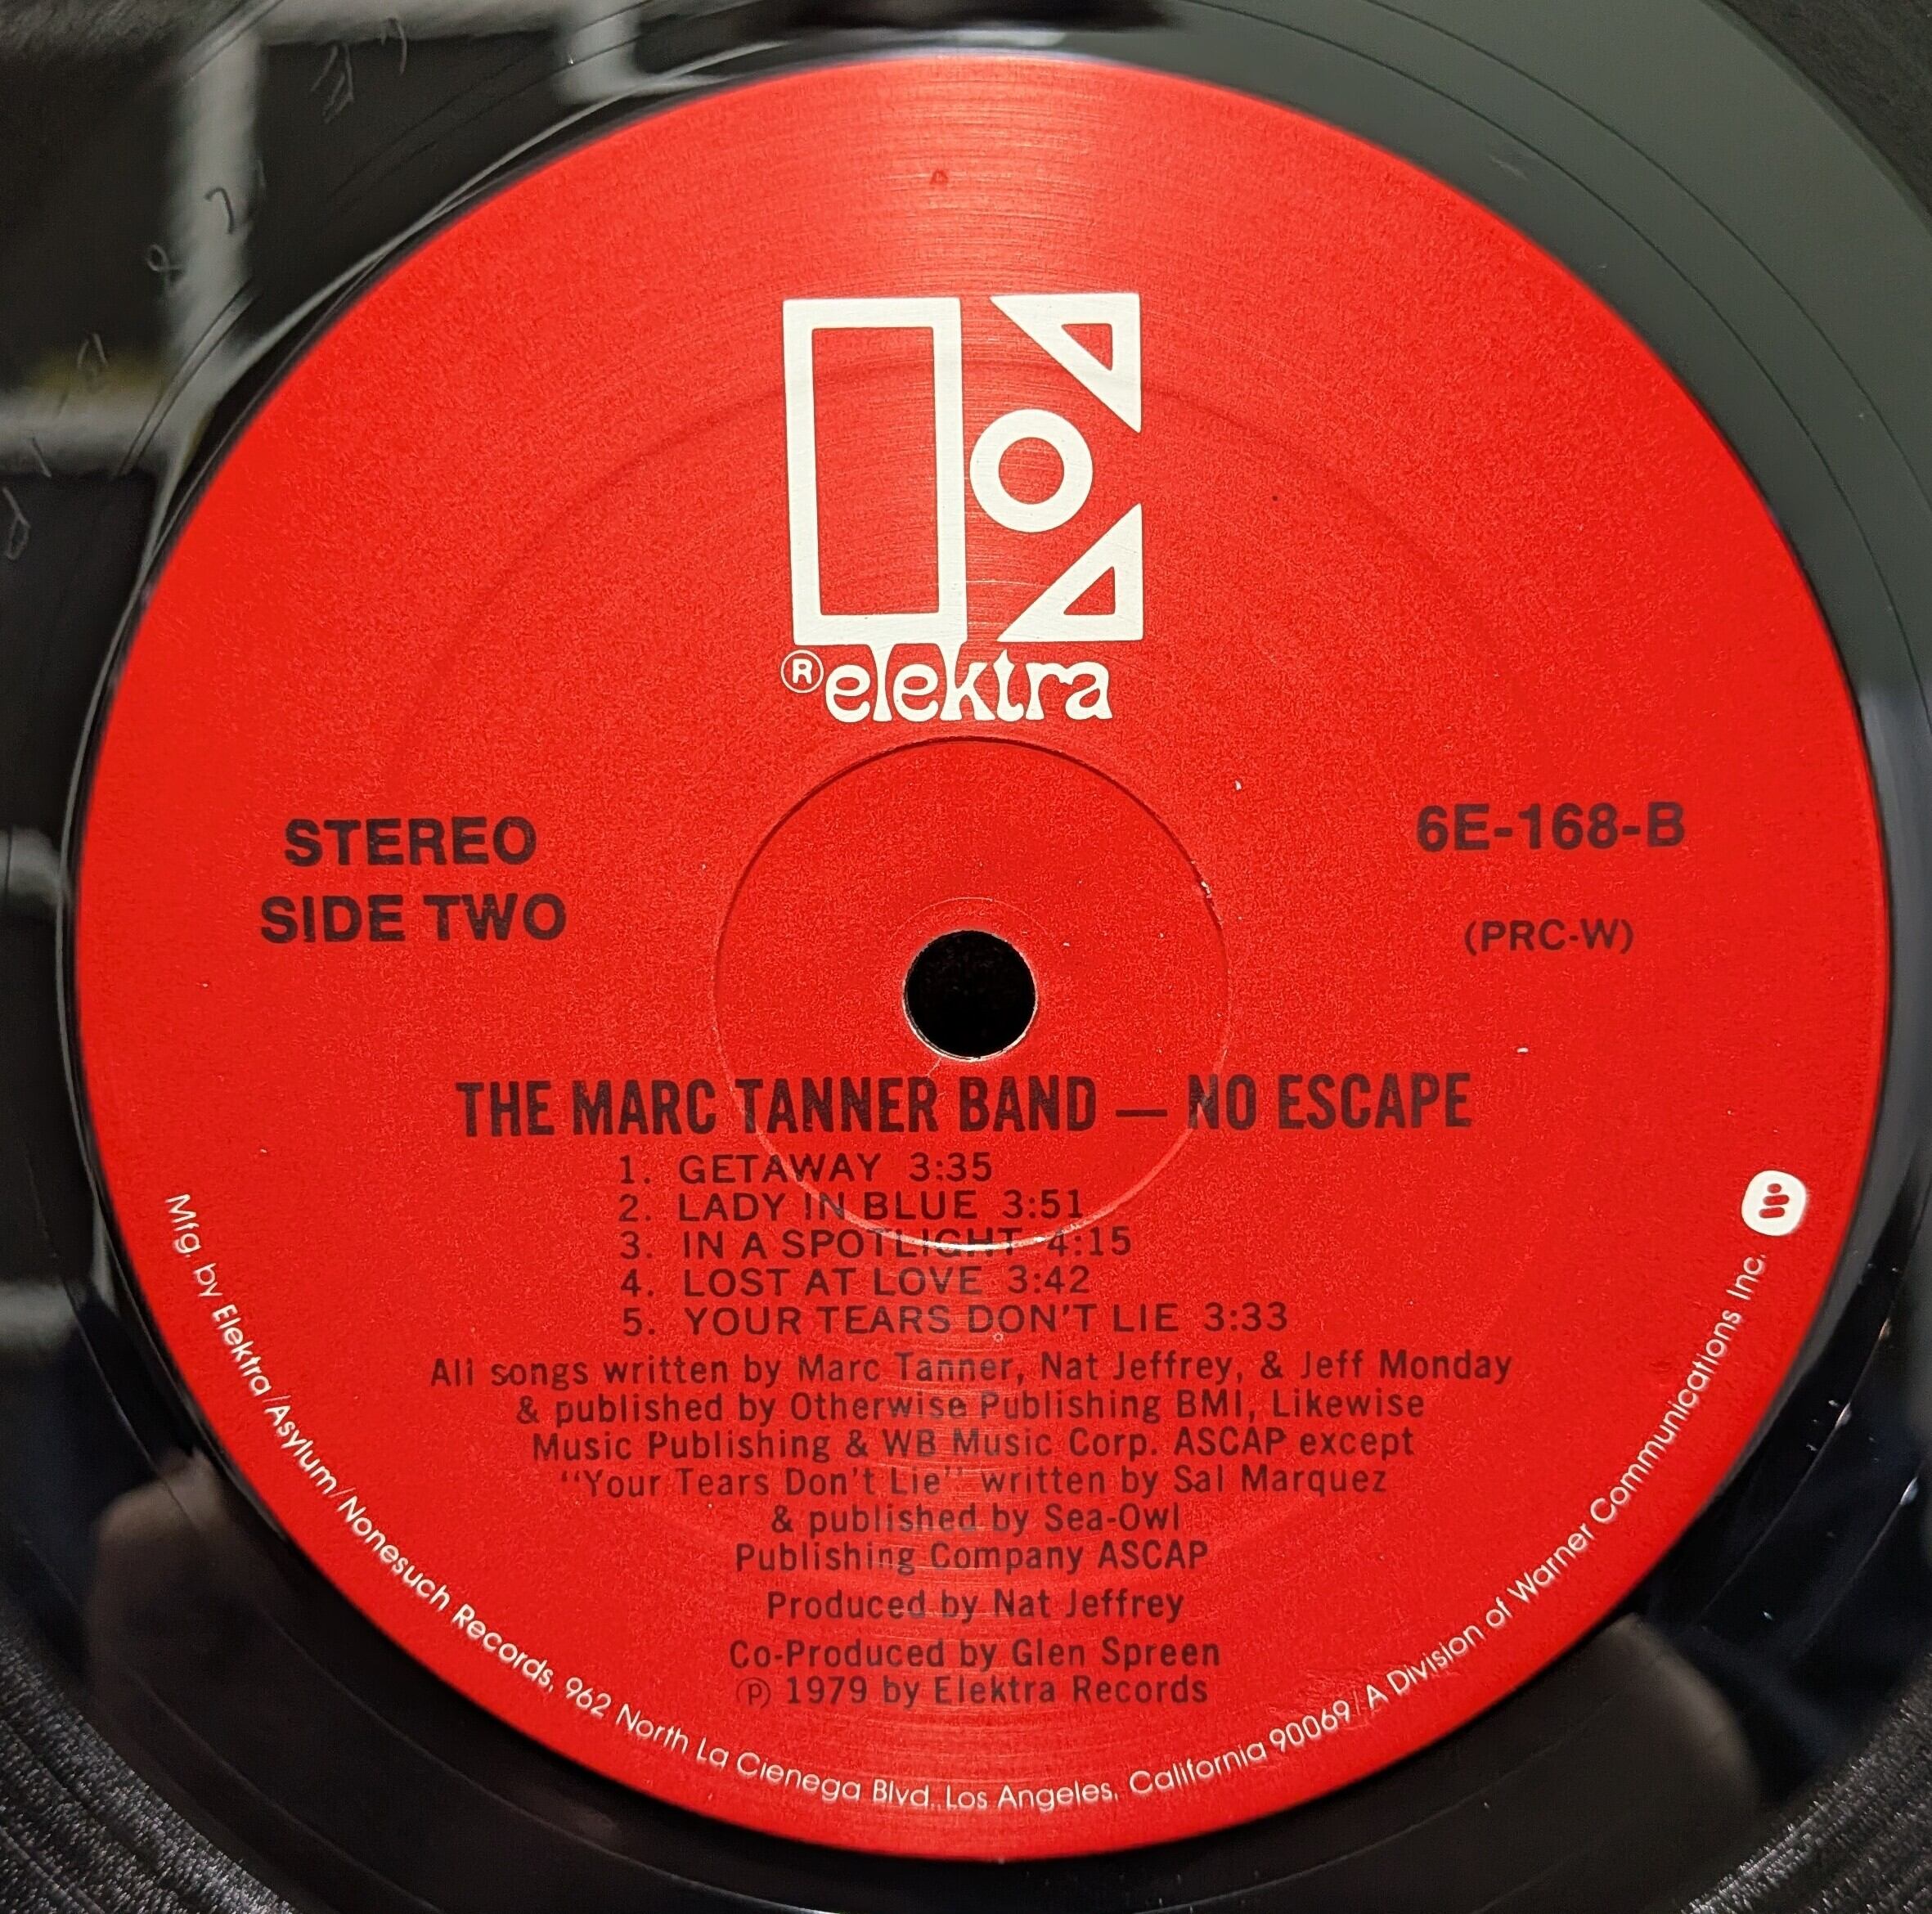 ® elektra
STEREO
SIDE TWO
6E-168-B
(PRC-W)
THE MARC TANNER BAND — NO ESCAPE
1. GETAWAY 3:35
2. LADY IN BLUE 3:51
3. IN A SPOTLIGHT 4:15
4. LOST AT LOVE 3:42
5. YOUR TEARS DON'T LIE 3:33
All songs written by Marc Tanner, Nat Jeffrey, & Jeff Monday
& published by Otherwise Publishing BMI, Likewise
Music Publishing & WB Music Corp. ASCAP except
"Your Tears Don't Lie" written by Sal Marquez
& published by Sea-Owl
Publishing Company ASCAP
Produced by Nat Jeffrey
Co-Produced by Glen Spreen
℗ 1979 by Elektra Records
Mfg. by Elektra/Asylum/Nonesuch Records, 962 North La Cienega Blvd., Los Angeles, California 90069/A Division of Warner Communications Inc.